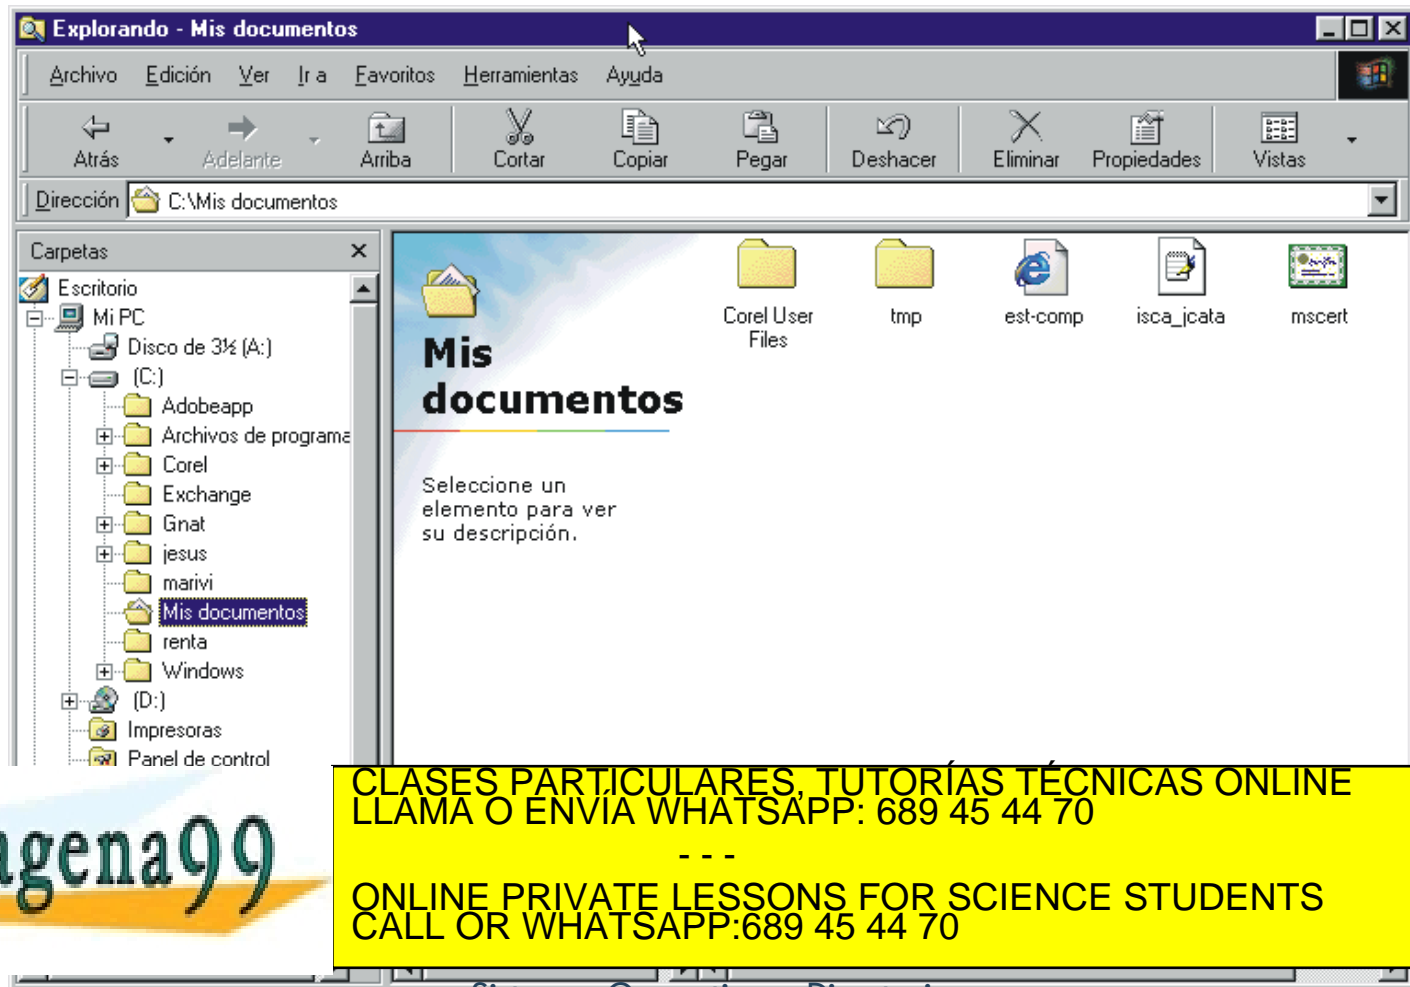 Explorando - Mis documentos
Archivo Edición Ver Ir a Favoritos Herramientas Ayuda
Atrás Adelante Arriba Cortar Copiar Pegar Deshacer Eliminar Propiedades Vistas
Dirección C:\Mis documentos
Carpetas
Escritorio
Mi PC
Disco de 3½ (A:)
(C:)
Adobeapp
Archivos de programa
Corel
Exchange
Gnat
jesus
marivi
Mis documentos
renta
Windows
(D:)
Impresoras
Panel de control
Mis
documentos
Seleccione un
elemento para ver
su descripción.
Corel User
Files
tmp
est-comp
isca_jcata
mscert
agena99
CLASES PARTICULARES, TUTORÍAS TÉCNICAS ONLINE
LLAMA O ENVÍA WHATSAPP: 689 45 44 70
- - -
ONLINE PRIVATE LESSONS FOR SCIENCE STUDENTS
CALL OR WHATSAPP:689 45 44 70